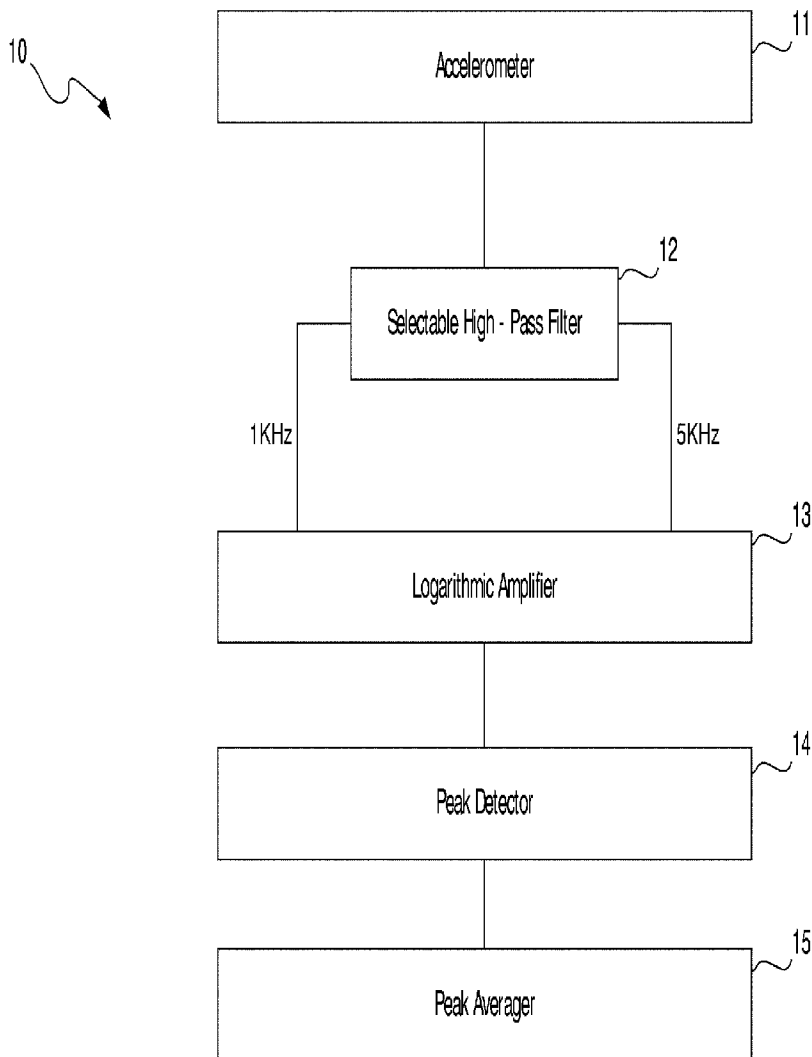 10
11
Accelerometer
12
Selectable High - Pass Filter
1KHz
5KHz
13
Logarithmic Amplifier
14
Peak Detector
15
Peak Averager